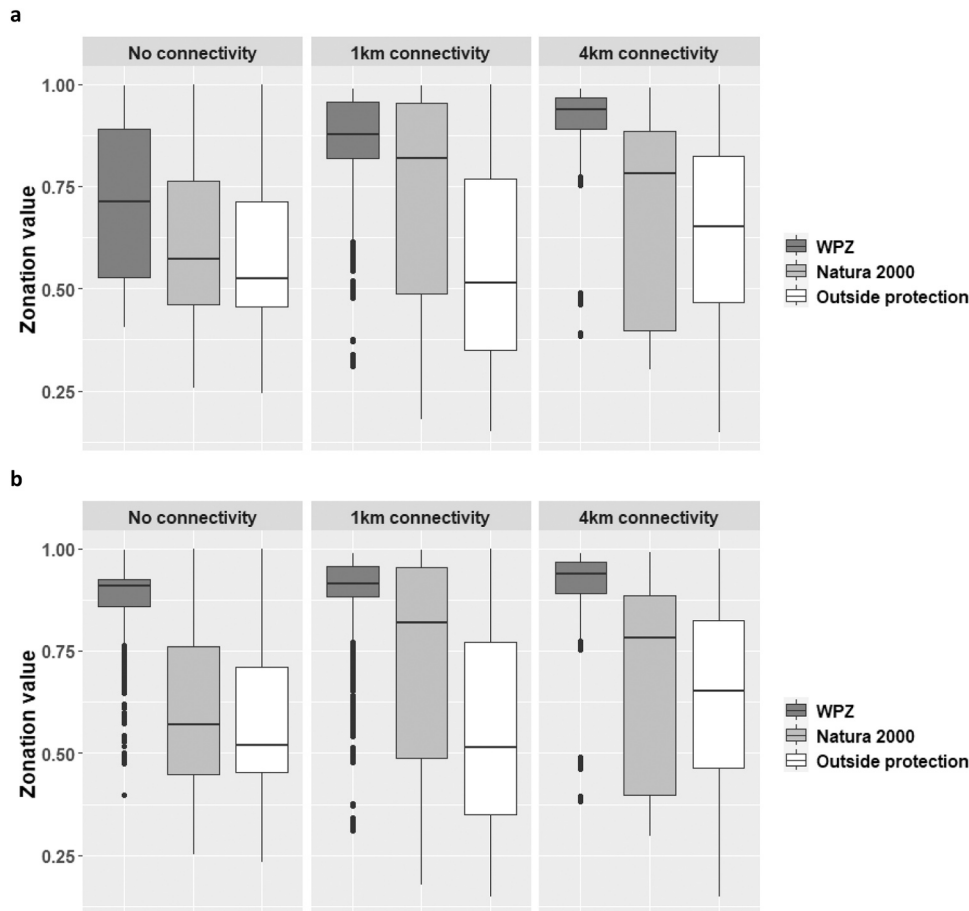 a
No connectivity 1km connectivity 4km connectivity
1.00
0.75
0.50
0.25
Zonation value
WPZ
Natura 2000
Outside protection
b
No connectivity 1km connectivity 4km connectivity
1.00
0.75
0.50
0.25
Zonation value
WPZ
Natura 2000
Outside protection